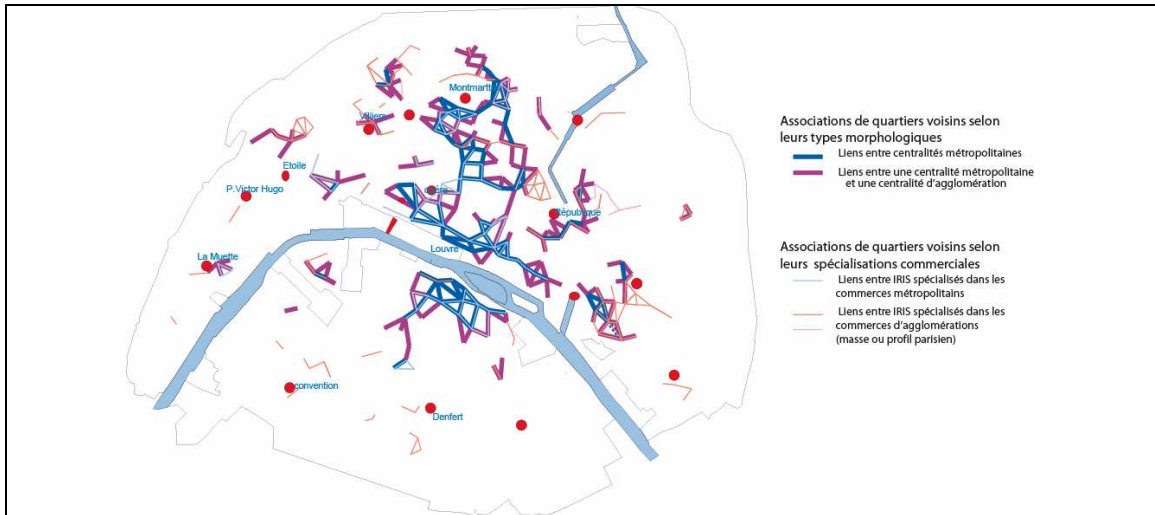 Montmartr
Villiers
Etoile
P.Victor Hugo
République
Louvre
La Muette
convention
Denfert
Associations de quartiers voisins selon
leurs types morphologiques
Liens entre centralités métropolitaines
Liens entre une centralité métropolitaine
et une centralité d'agglomération
Associations de quartiers voisins selon
leurs spécialisations commerciales
Liens entre IRIS spécialisés dans les
commerces métropolitains
Liens entre IRIS spécialisés dans les
commerces d'agglomérations
(masse ou profil parisien)